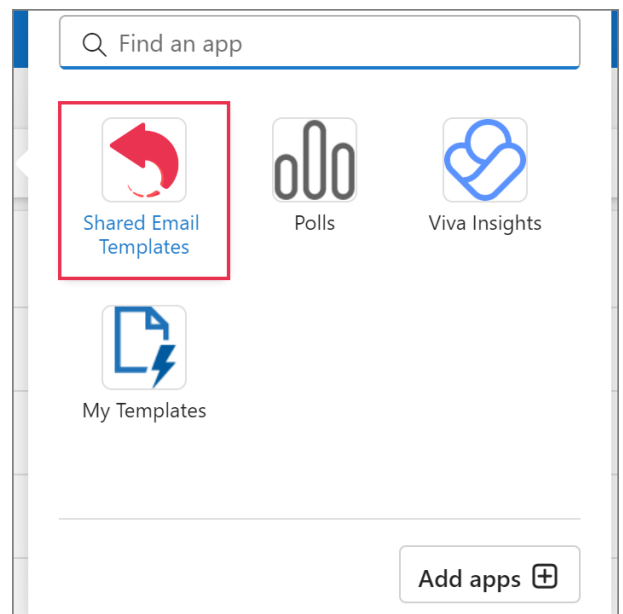 Find an app
Shared Email
Templates
Polls
Viva Insights
My Templates
Add apps